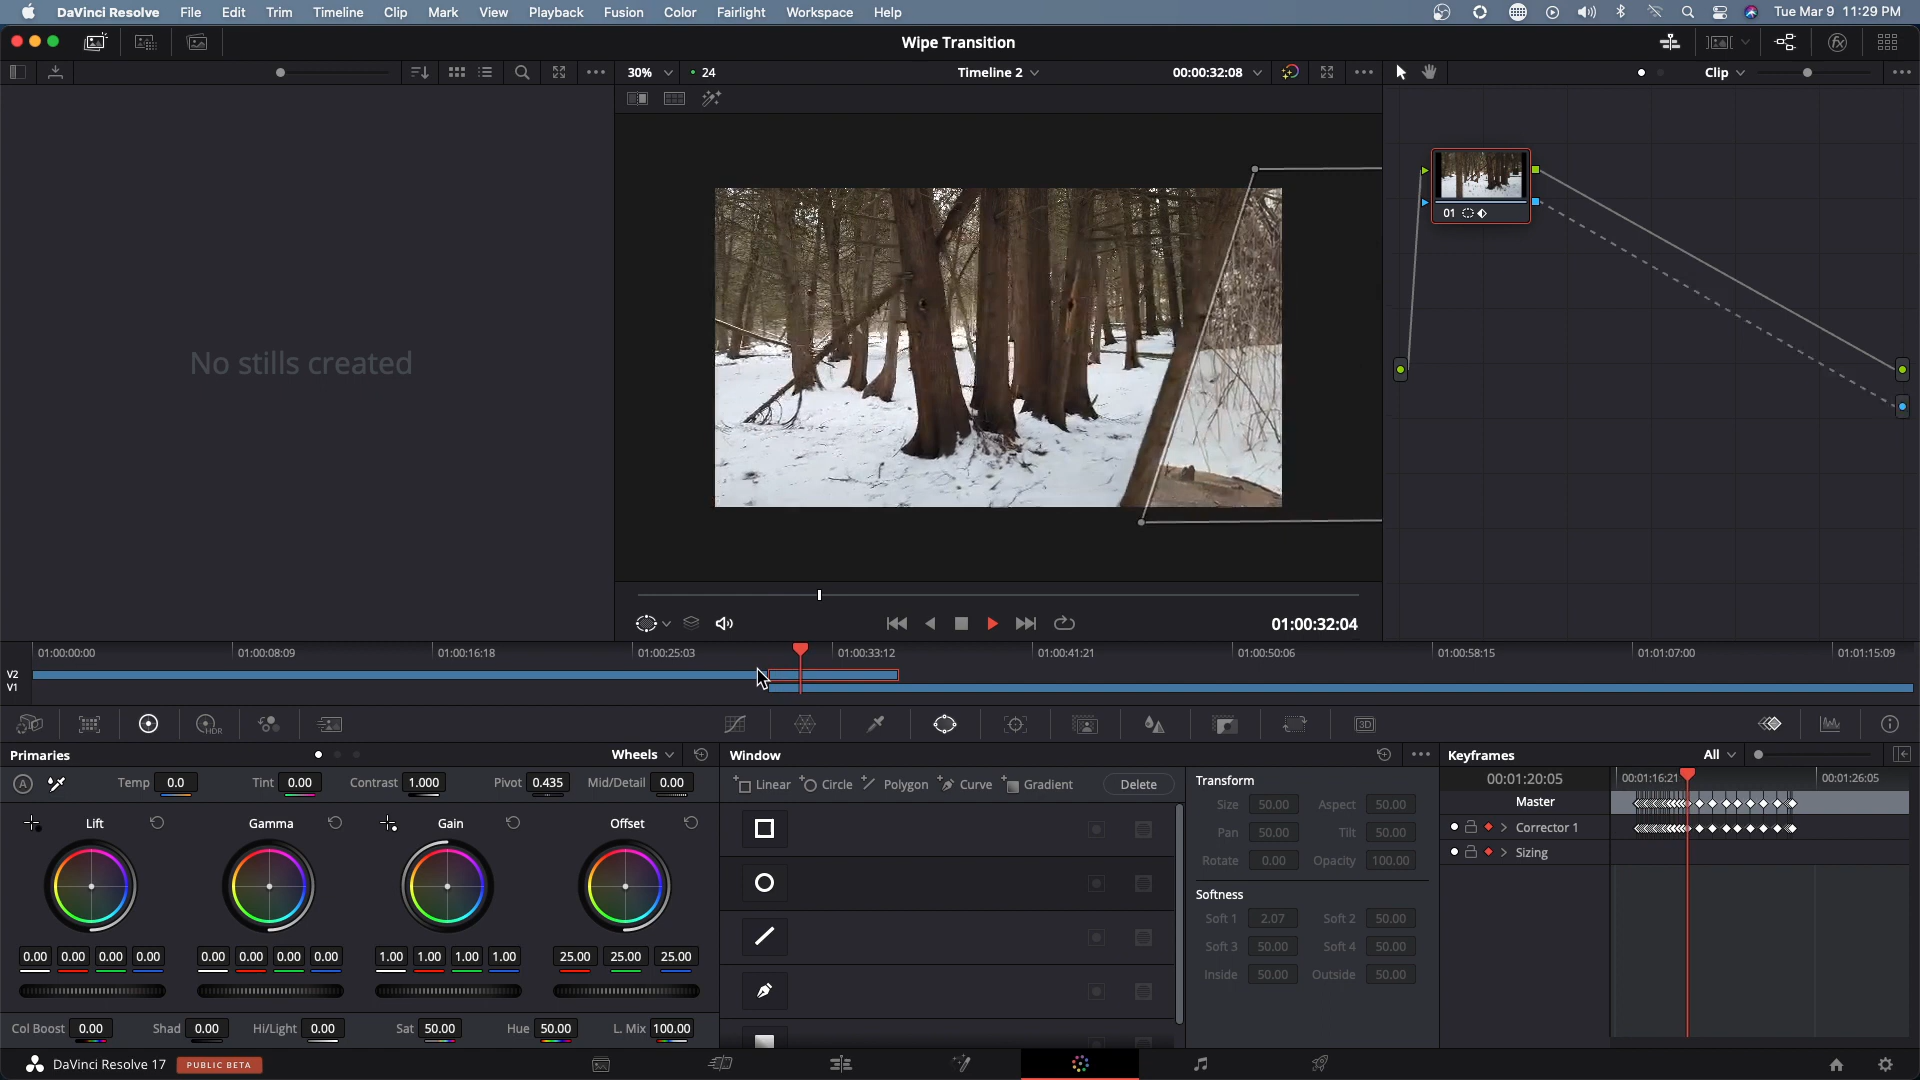 DaVinci Resolve File Edit Trim Timeline Clip Mark View Playback Fusion Color Fairlight Workspace Help Tue Mar 9 11:29 PM
Wipe Transition
30% 24 Timeline 2 00:00:32:08 Clip
01
No stills created
01:00:32:04
01:00:00:00 01:00:08:09 01:00:16:18 01:00:25:03 01:00:33:12 01:00:41:21 01:00:50:06 01:00:58:15 01:01:07:00 01:01:15:09
V2
V1
HDR 3D
Primaries Wheels Window Keyframes All
A Temp 0.0 Tint 0.00 Contrast 1.000 Pivot 0.435 Mid/Detail 0.00 Linear Circle Polygon Curve Gradient Delete Transform 00:01:20:05 00:01:16:21 00:01:26:05
Size 50.00 Aspect 50.00 Master
Lift Gamma Gain Offset Pan 50.00 Tilt 50.00 Corrector 1
Rotate 0.00 Opacity 100.00 Sizing
Softness
Soft 1 2.07 Soft 2 50.00
Soft 3 50.00 Soft 4 50.00
0.00 0.00 0.00 0.00 0.00 0.00 0.00 0.00 1.00 1.00 1.00 1.00 25.00 25.00 25.00
Inside 50.00 Outside 50.00
Col Boost 0.00 Shad 0.00 Hi/Light 0.00 Sat 50.00 Hue 50.00 L. Mix 100.00
DaVinci Resolve 17 PUBLIC BETA